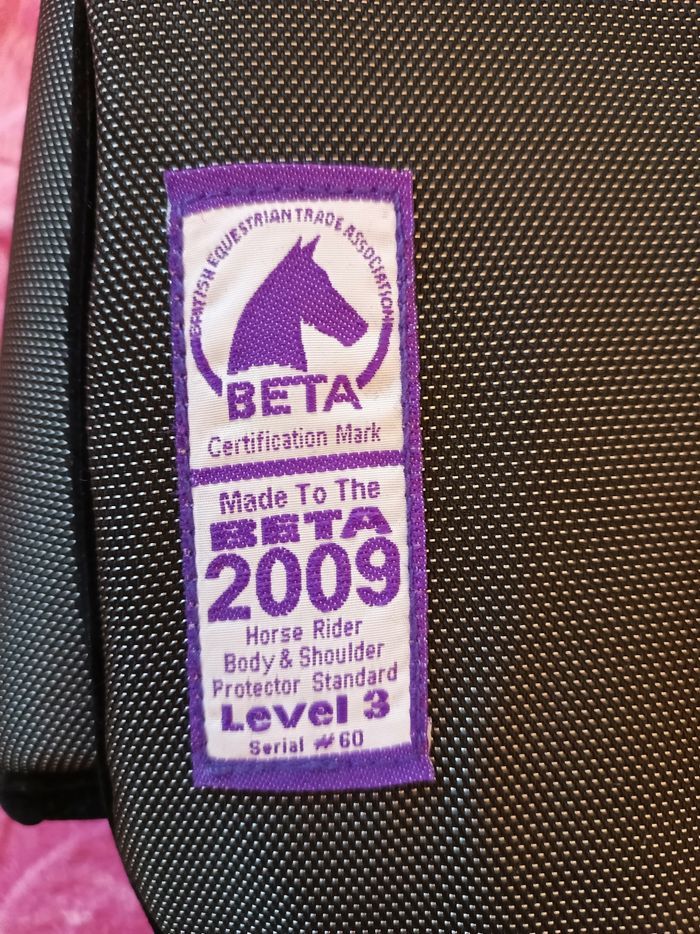 BRITISH EQUESTRIAN TRADE ASSOCIATION
BETA
Certification Mark
Made To The
BETA
2009
Horse Rider
Body & Shoulder
Protector Standard
Level 3
Serial # 60